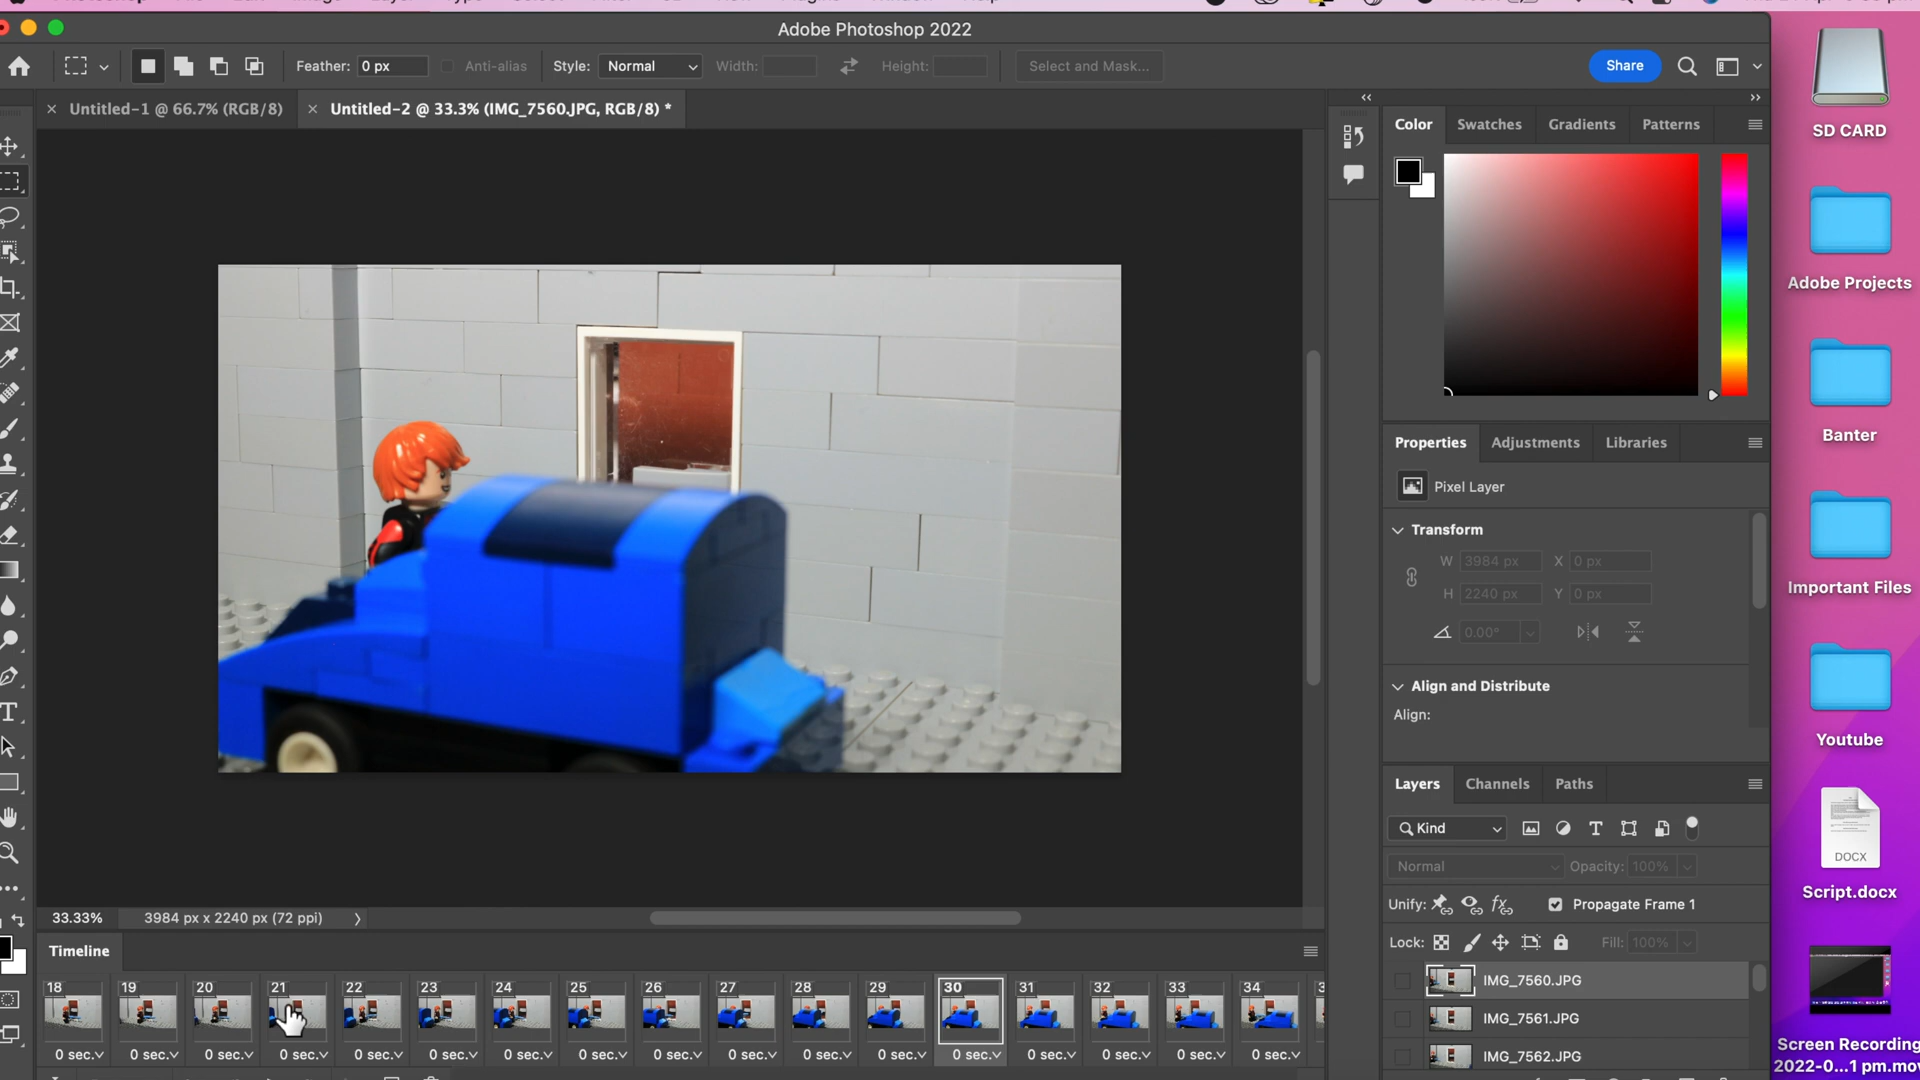 Adobe Photoshop 2022
Feather: 0 px Anti-alias Style: Normal Width: Height: Select and Mask... Share
Untitled-1 @ 66.7% (RGB/8) Untitled-2 @ 33.3% (IMG_7560.JPG, RGB/8) *
Color Swatches Gradients Patterns
Properties Adjustments Libraries
Pixel Layer
Transform
W 3984 px X 0 px
H 2240 px Y 0 px
0.00°
Align and Distribute
Align:
Layers Channels Paths
Kind
Normal Opacity: 100%
Unify: Propagate Frame 1
Lock: Fill: 100%
IMG_7560.JPG
IMG_7561.JPG
IMG_7562.JPG
33.33% 3984 px x 2240 px (72 ppi)
Timeline
18 19 20 21 22 23 24 25 26 27 28 29 30 31 32 33 34
0 sec. 0 sec. 0 sec. 0 sec. 0 sec. 0 sec. 0 sec. 0 sec. 0 sec. 0 sec. 0 sec. 0 sec. 0 sec. 0 sec. 0 sec. 0 sec. 0 sec.
SD CARD
Adobe Projects
Banter
Important Files
Youtube
DOCX
Script.docx
Screen Recording
2022-0...1 pm.mov